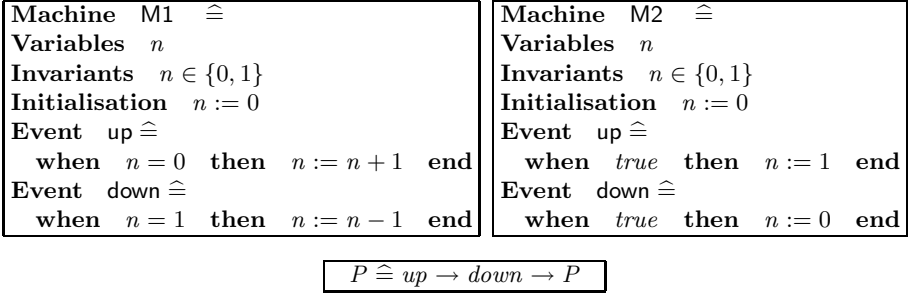 Machine M1 ≙
Variables n
Invariants n ∈ {0, 1}
Initialisation n := 0
Event up ≙
when n = 0 then n := n + 1 end
Event down ≙
when n = 1 then n := n − 1 end
Machine M2 ≙
Variables n
Invariants n ∈ {0, 1}
Initialisation n := 0
Event up ≙
when true then n := 1 end
Event down ≙
when true then n := 0 end
P ≙ up → down → P